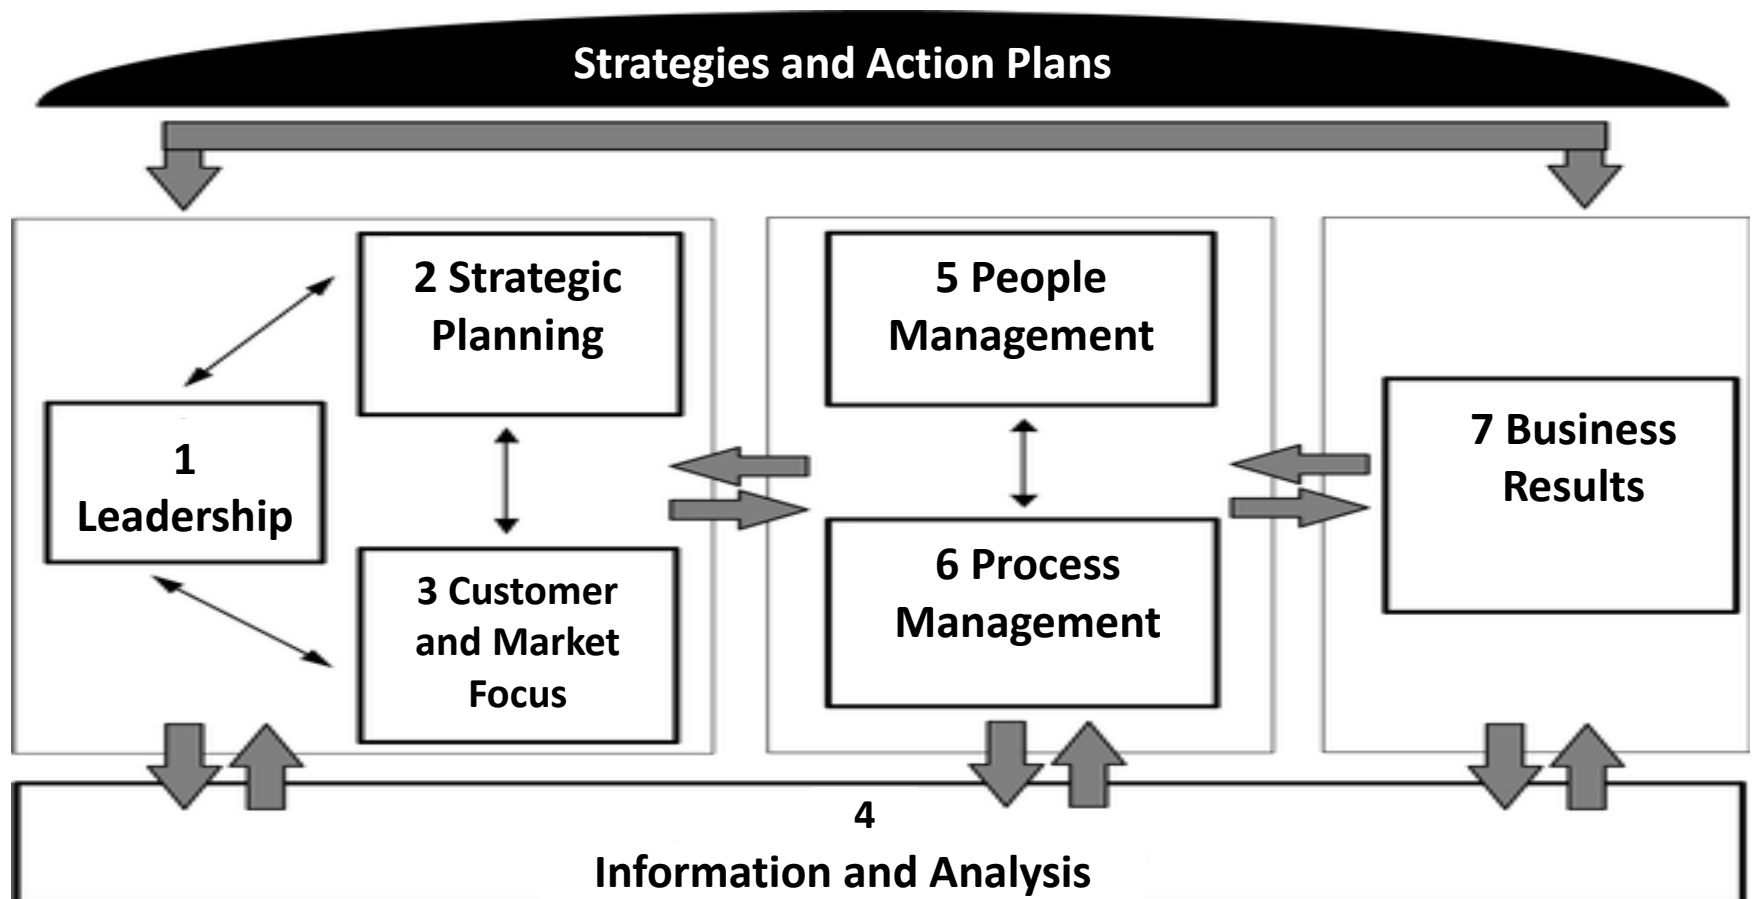 Strategies and Action Plans
2 Strategic
Planning
5 People
Management
1
Leadership
7 Business
Results
3 Customer
and Market
Focus
6 Process
Management
4
Information and Analysis